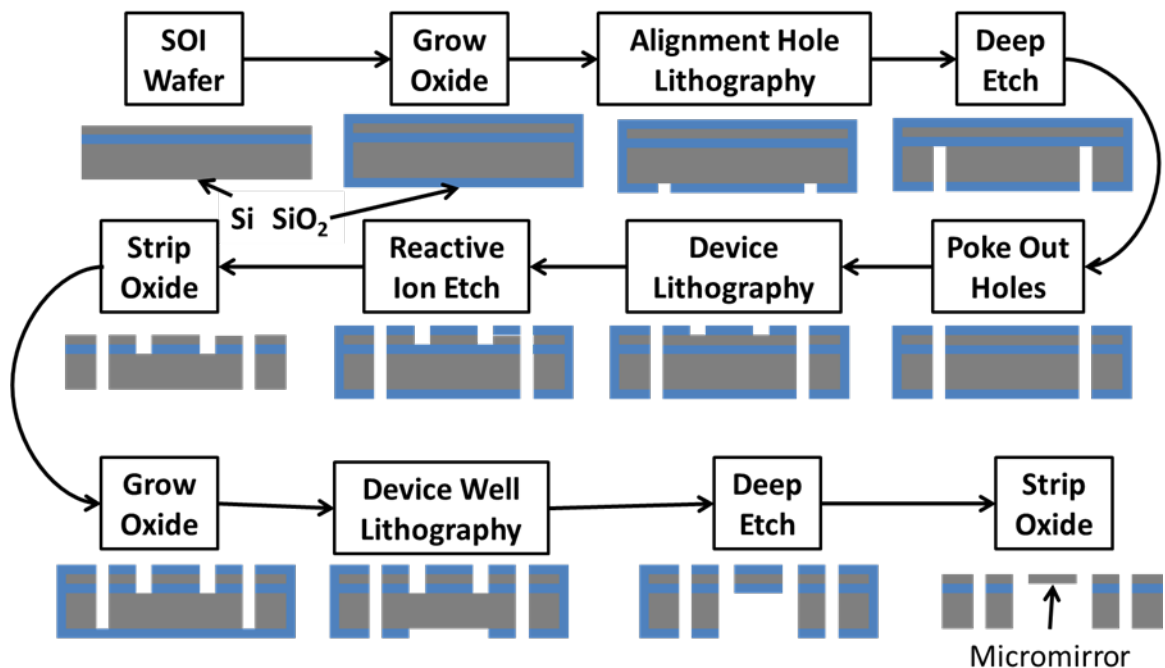 SOI
Wafer
Grow
Oxide
Alignment Hole
Lithography
Deep
Etch
Si SiO₂
Strip
Oxide
Reactive
Ion Etch
Device
Lithography
Poke Out
Holes
Grow
Oxide
Device Well
Lithography
Deep
Etch
Strip
Oxide
Micromirror